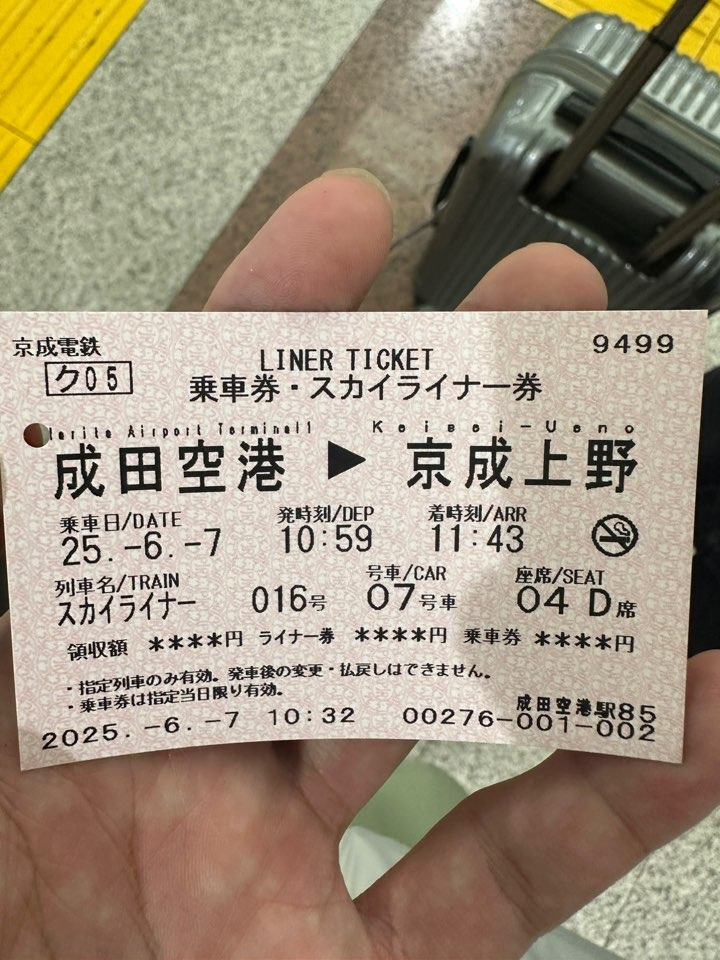 京成電鉄
9499
ク05
LINER TICKET
乗車券・スカイライナー券
Airport Terminal1 Keisei-Ueno
成田空港 ▶ 京成上野
乗車日/DATE 発時刻/DEP 着時刻/ARR
25.-6.-7 10:59 11:43
列車名/TRAIN 号車/CAR 座席/SEAT
スカイライナー 016号 07号車 04 D席
領収額 ****円 ライナー券 ****円 乗車券 ****円
・指定列車のみ有効。発車後の変更・払戻しはできません。
・乗車券は指定当日限り有効。
成田空港駅85
2025.-6.-7 10:32 00276-001-002